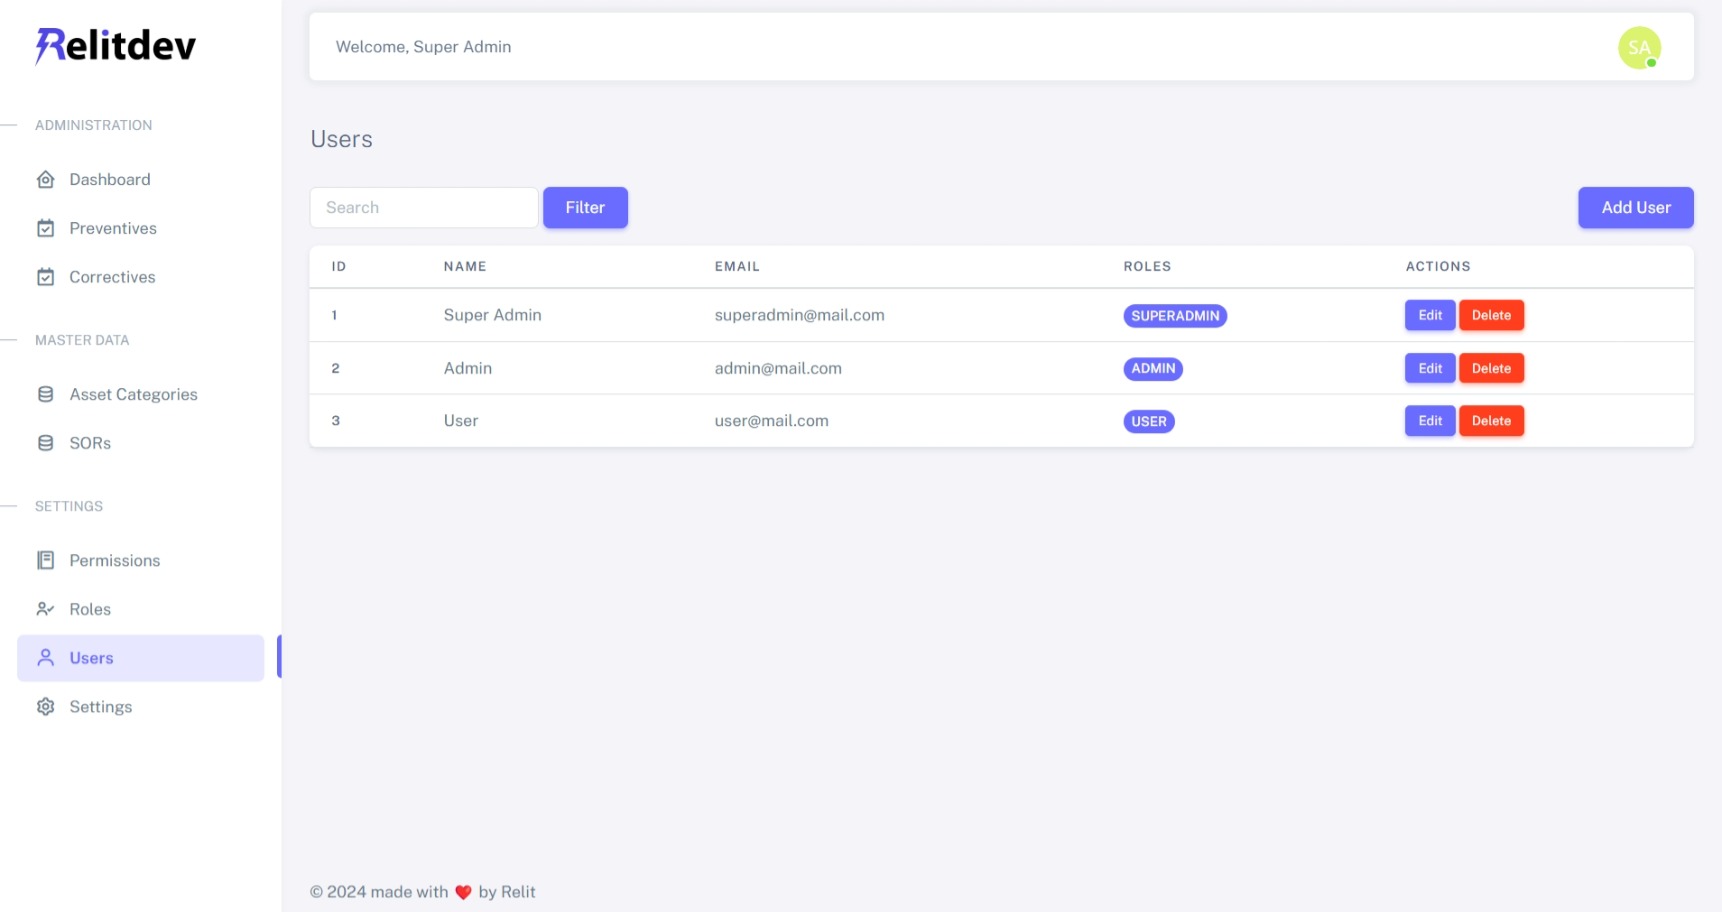 Relitdev
Welcome, Super Admin
SA
ADMINISTRATION
Dashboard
Preventives
Correctives
MASTER DATA
Asset Categories
SORs
SETTINGS
Permissions
Roles
Users
Settings
Users
Search
Filter
Add User
ID NAME EMAIL ROLES ACTIONS
1 Super Admin superadmin@mail.com SUPERADMIN Edit Delete
2 Admin admin@mail.com ADMIN Edit Delete
3 User user@mail.com USER Edit Delete
© 2024 made with ❤️ by Relit